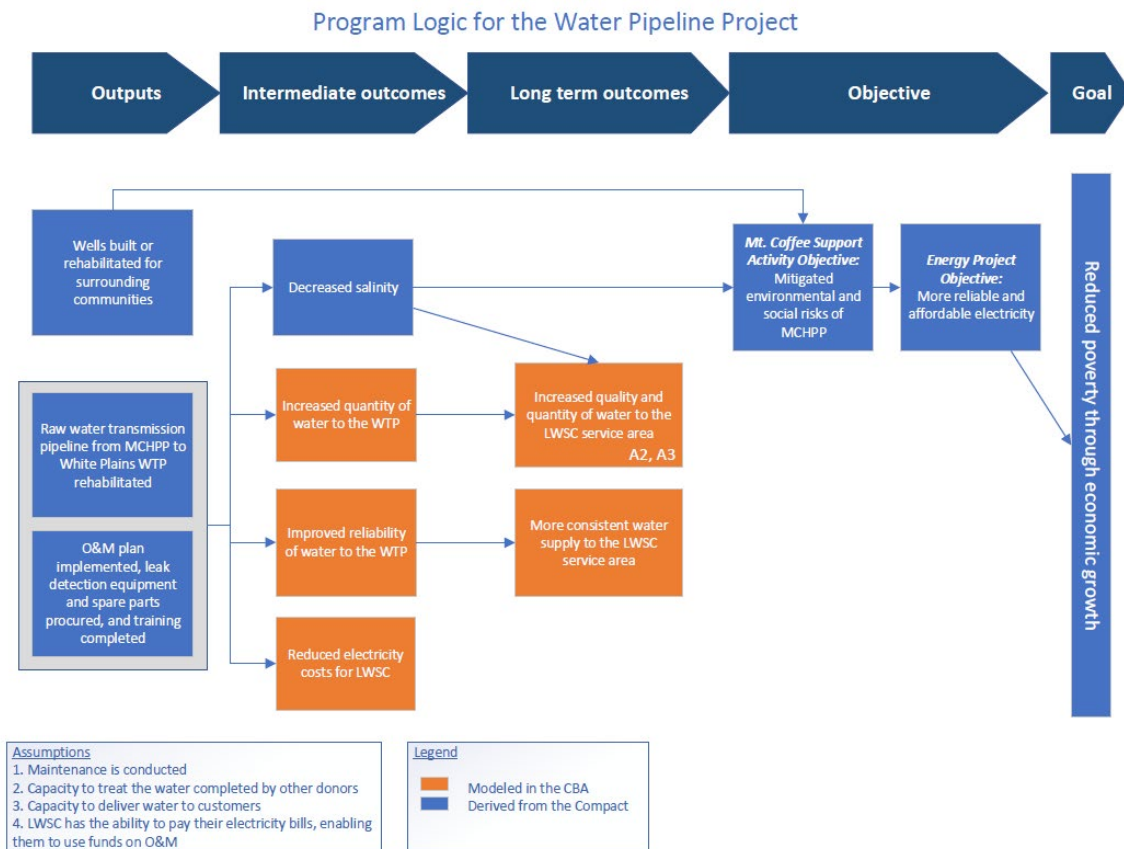 Program Logic for the Water Pipeline Project
Outputs
Intermediate outcomes
Long term outcomes
Objective
Goal
Wells built or
rehabilitated for
surrounding
communities
Decreased salinity
Mt. Coffee Support
Activity Objective:
Mitigated
environmental and
social risks of
MCHPP
Energy Project
Objective:
More reliable and
affordable electricity
Reduced poverty through economic growth
Raw water transmission
pipeline from MCHPP to
White Plains WTP
rehabilitated
Increased quantity of
water to the WTP
Increased quality and
quantity of water to the
LWSC service area
A2, A3
O&M plan
implemented, leak
detection equipment
and spare parts
procured, and training
completed
Improved reliability
of water to the WTP
More consistent water
supply to the LWSC
service area
Reduced electricity
costs for LWSC
Assumptions
1. Maintenance is conducted
2. Capacity to treat the water completed by other donors
3. Capacity to deliver water to customers
4. LWSC has the ability to pay their electricity bills, enabling
them to use funds on O&M
Legend
Modeled in the CBA
Derived from the Compact